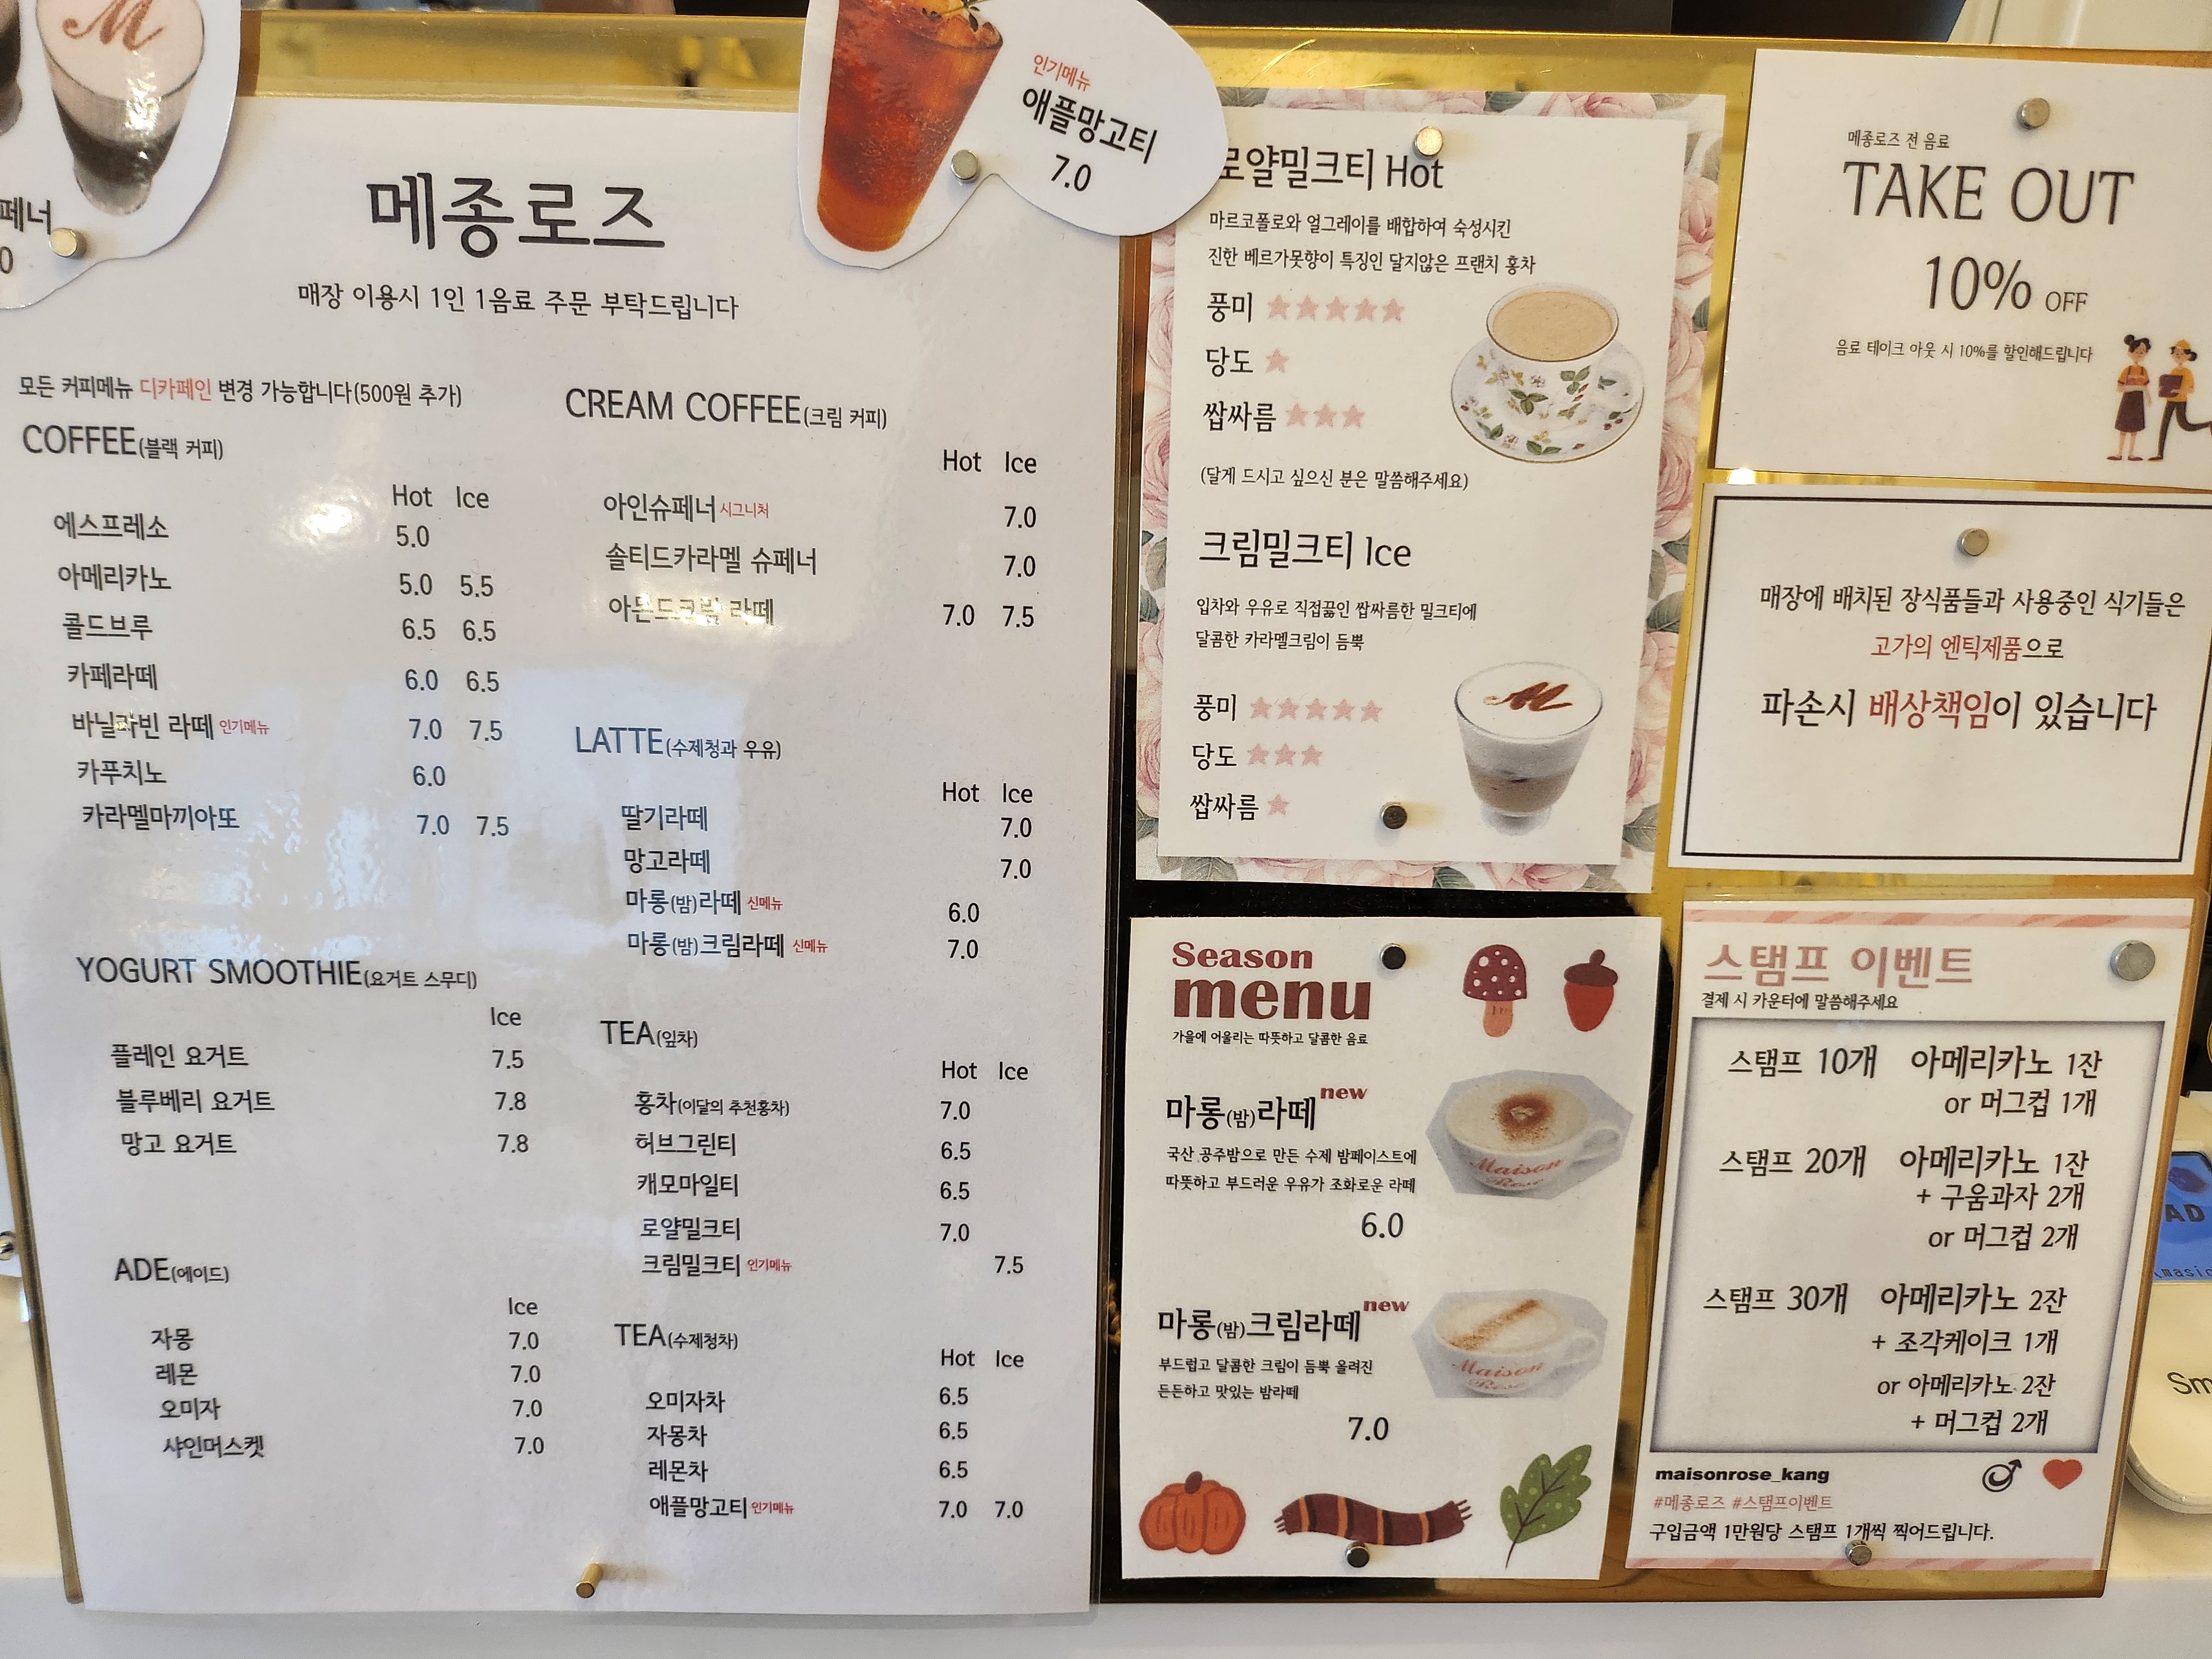 M
페너
0
인기메뉴
애플망고티
7.0
메종로즈
매장 이용시 1인 1음료 주문 부탁드립니다
모든 커피메뉴 디카페인 변경 가능합니다(500원 추가)
COFFEE(블랙 커피)
Hot Ice
에스프레소 5.0
아메리카노 5.0 5.5
콜드브루 6.5 6.5
카페라떼 6.0 6.5
바닐라빈 라떼 인기메뉴 7.0 7.5
카푸치노 6.0
카라멜마끼아또 7.0 7.5
YOGURT SMOOTHIE(요거트 스무디)
Ice
플레인 요거트 7.5
블루베리 요거트 7.8
망고 요거트 7.8
ADE(에이드)
Ice
자몽 7.0
레몬 7.0
오미자 7.0
샤인머스켓 7.0
CREAM COFFEE(크림 커피)
Hot Ice
아인슈페너 시그니처 7.0
솔티드카라멜 슈페너 7.0
아몬드크림 라떼 7.0 7.5
LATTE(수제청과 우유)
Hot Ice
딸기라떼 7.0
망고라떼 7.0
마롱(밤)라떼 신메뉴 6.0
마롱(밤)크림라떼 신메뉴 7.0
TEA(잎차)
Hot Ice
홍차(이달의 추천홍차) 7.0
허브그린티 6.5
캐모마일티 6.5
로얄밀크티 7.0
크림밀크티 인기메뉴 7.5
TEA(수제청차)
Hot Ice
오미자차 6.5
자몽차 6.5
레몬차 6.5
애플망고티 인기메뉴 7.0 7.0
로얄밀크티 Hot
마르코폴로와 얼그레이를 배합하여 숙성시킨
진한 베르가못향이 특징인 달지않은 프랜치 홍차
풍미 ★★★★★
당도 ★
쌉싸름 ★★★
(달게 드시고 싶으신 분은 말씀해주세요)
크림밀크티 Ice
입차와 우유로 직접끓인 쌉싸름한 밀크티에
달콤한 카라멜크림이 듬뿍
풍미 ★★★★★
당도 ★★★
쌉싸름 ★
M
Season
menu
가을에 어울리는 따뜻하고 달콤한 음료
마롱(밤)라떼 new
국산 공주밤으로 만든 수제 밤페이스트에
따뜻하고 부드러운 우유가 조화로운 라떼
6.0
Maison
Rose
마롱(밤)크림라떼 new
부드럽고 달콤한 크림이 듬뿍 올려진
든든하고 맛있는 밤라떼
7.0
Maison
Rose
메종로즈 전 음료
TAKE OUT
10% OFF
음료 테이크 아웃 시 10%를 할인해드립니다
매장에 배치된 장식품들과 사용중인 식기들은
고가의 엔틱제품으로
파손시 배상책임이 있습니다
스탬프 이벤트
결제 시 카운터에 말씀해주세요
스탬프 10개 아메리카노 1잔
or 머그컵 1개
스탬프 20개 아메리카노 1잔
+ 구움과자 2개
or 머그컵 2개
스탬프 30개 아메리카노 2잔
+ 조각케이크 1개
or 아메리카노 2잔
+ 머그컵 2개
maisonrose_kang
#메종로즈 #스탬프이벤트
구입금액 1만원당 스탬프 1개씩 찍어드립니다.
AD
Sm